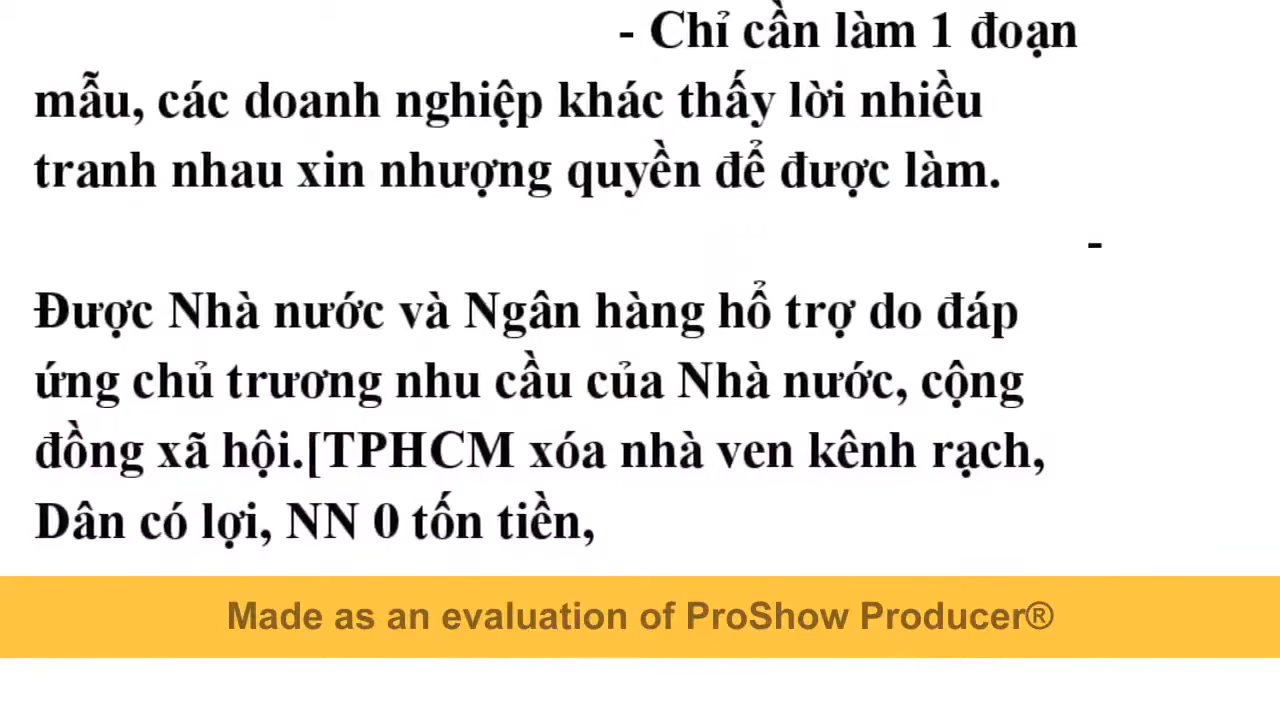 - Chỉ cần làm 1 đoạn
mẫu, các doanh nghiệp khác thấy lời nhiều
tranh nhau xin nhượng quyền để được làm.
-
Được Nhà nước và Ngân hàng hổ trợ do đáp
ứng chủ trương nhu cầu của Nhà nước, cộng
đồng xã hội.[TPHCM xóa nhà ven kênh rạch,
Dân có lợi, NN 0 tốn tiền,
Made as an evaluation of ProShow Producer®